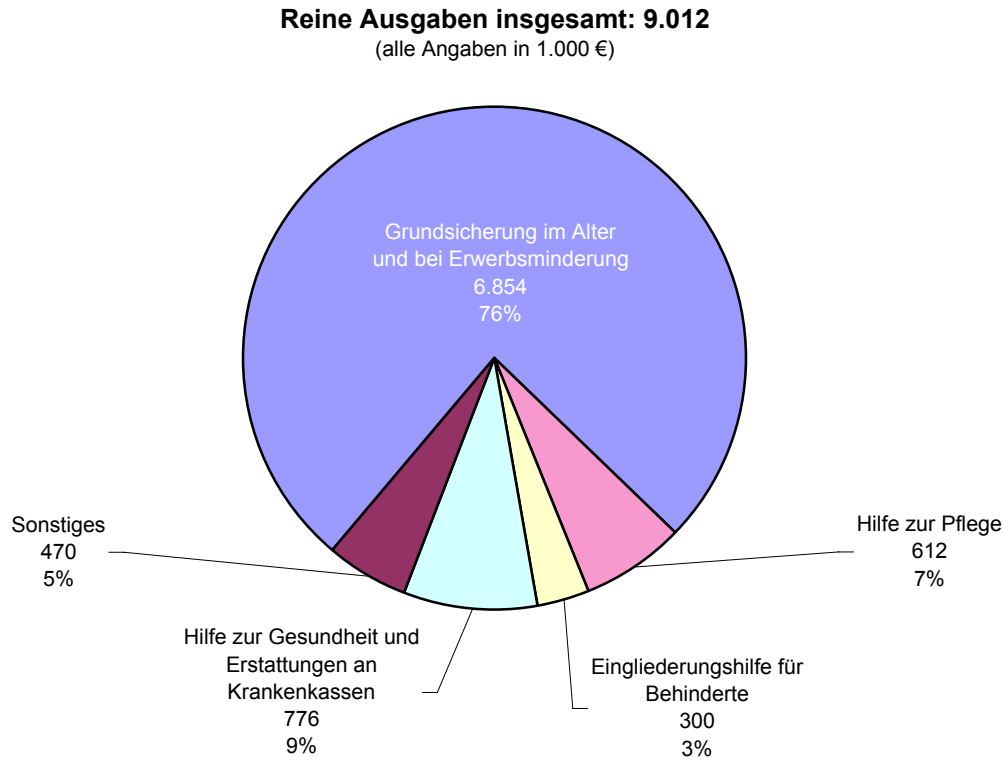 Reine Ausgaben insgesamt: 9.012
(alle Angaben in 1.000 €)
Grundsicherung im Alter
und bei Erwerbsminderung
6.854
76%
Sonstiges
470
5%
Hilfe zur Pflege
612
7%
Hilfe zur Gesundheit und
Erstattungen an
Krankenkassen
776
9%
Eingliederungshilfe für
Behinderte
300
3%